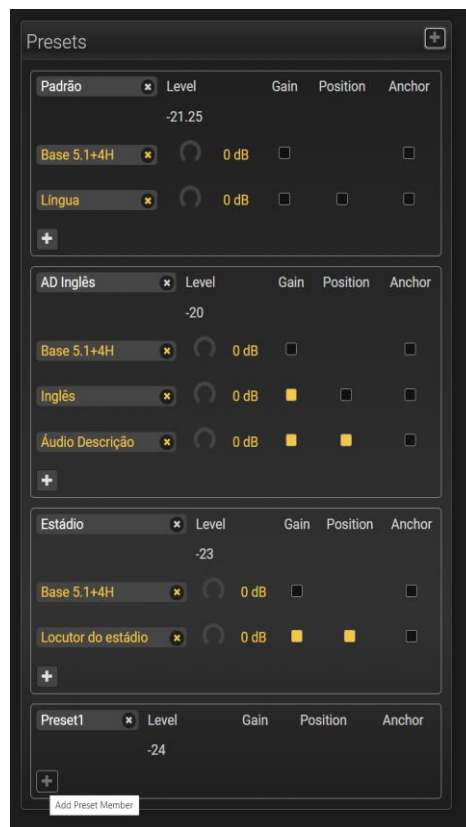 Presets
Padrão Level Gain Position Anchor
-21.25
Base 5.1+4H 0 dB
Língua 0 dB
AD Inglês Level Gain Position Anchor
-20
Base 5.1+4H 0 dB
Inglês 0 dB
Áudio Descrição 0 dB
Estádio Level Gain Position Anchor
-23
Base 5.1+4H 0 dB
Locutor do estádio 0 dB
Preset1 Level Gain Position Anchor
-24
Add Preset Member